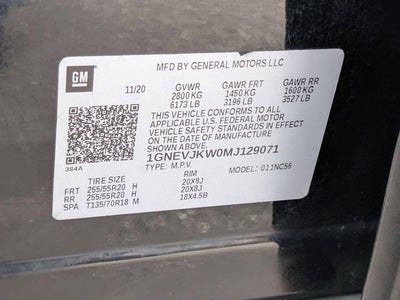 GM
MFD BY GENERAL MOTORS LLC
11/20 GVWR GAWR FRT GAWR RR
2800 KG 1450 KG 1600 KG
6173 LB 3196 LB 3527 LB
THIS VEHICLE CONFORMS TO ALL
APPLICABLE U.S. FEDERAL MOTOR
VEHICLE SAFETY STANDARDS IN
EFFECT ON THE DATE OF MANUFACTURE
SHOWN ABOVE.
1GNEVJKW0MJ129071
384A TYPE: M.P.V. MODEL: 011NC56
TIRE SIZE RIM
FRT 255/55R20 H 20X8J
RR 255/55R20 H 20X8J
SPA T135/70R18 M 18X4.5B